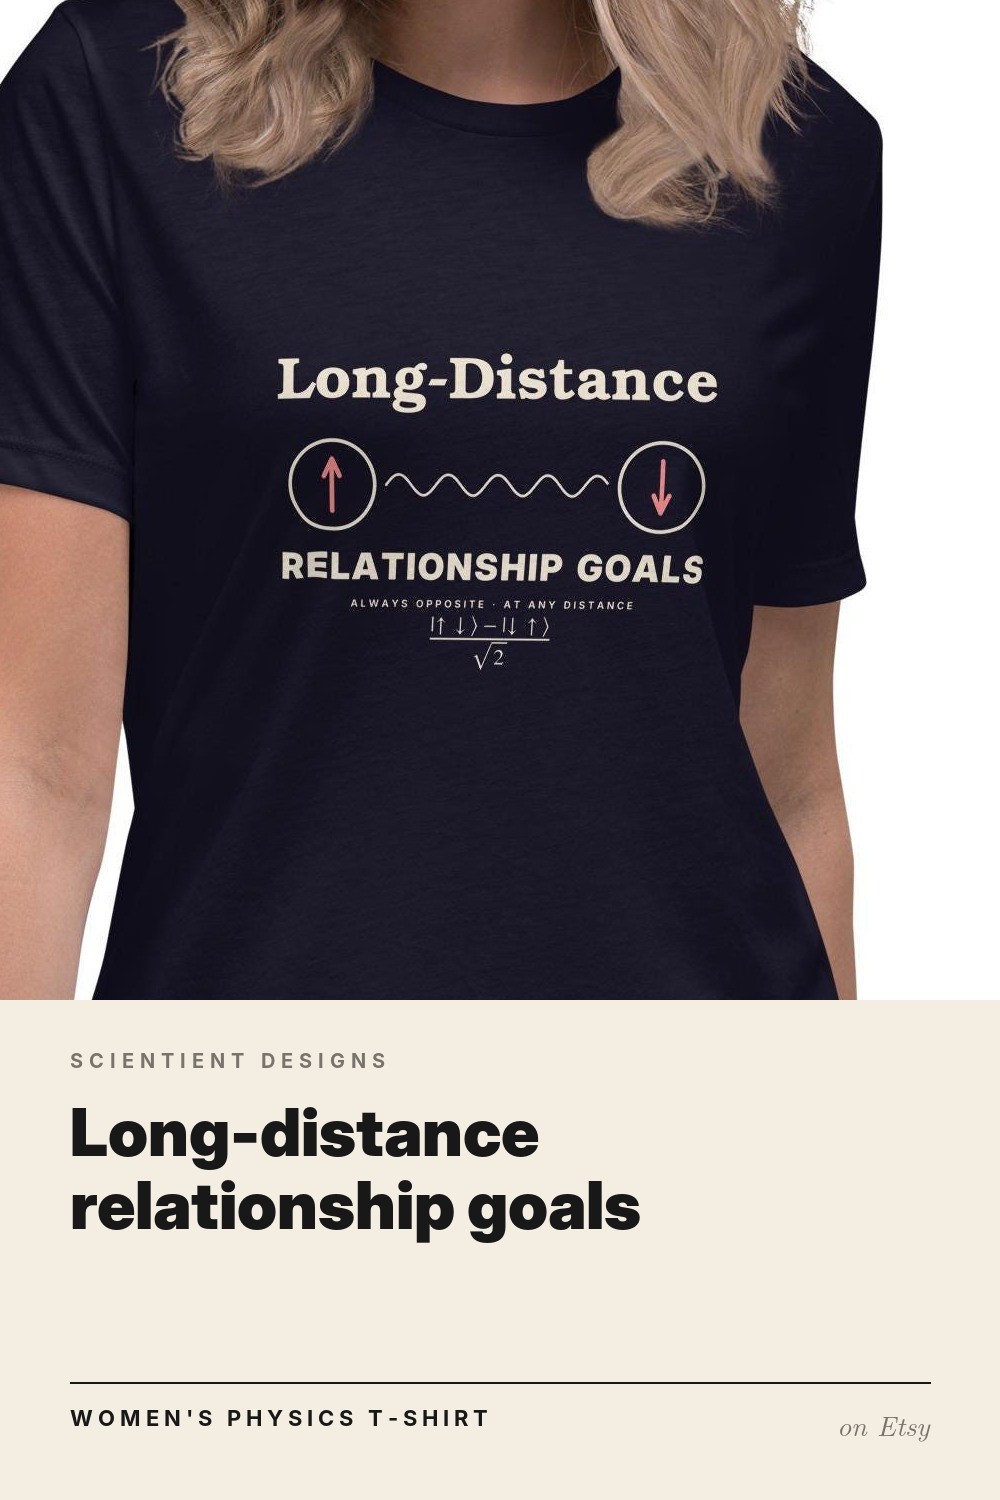 Long-Distance
↑ ↓
RELATIONSHIP GOALS
ALWAYS OPPOSITE · AT ANY DISTANCE
|↑ ↓⟩ – |↓ ↑⟩
√2
SCIENTIENT DESIGNS
Long-distance
relationship goals
WOMEN'S PHYSICS T-SHIRT
on Etsy